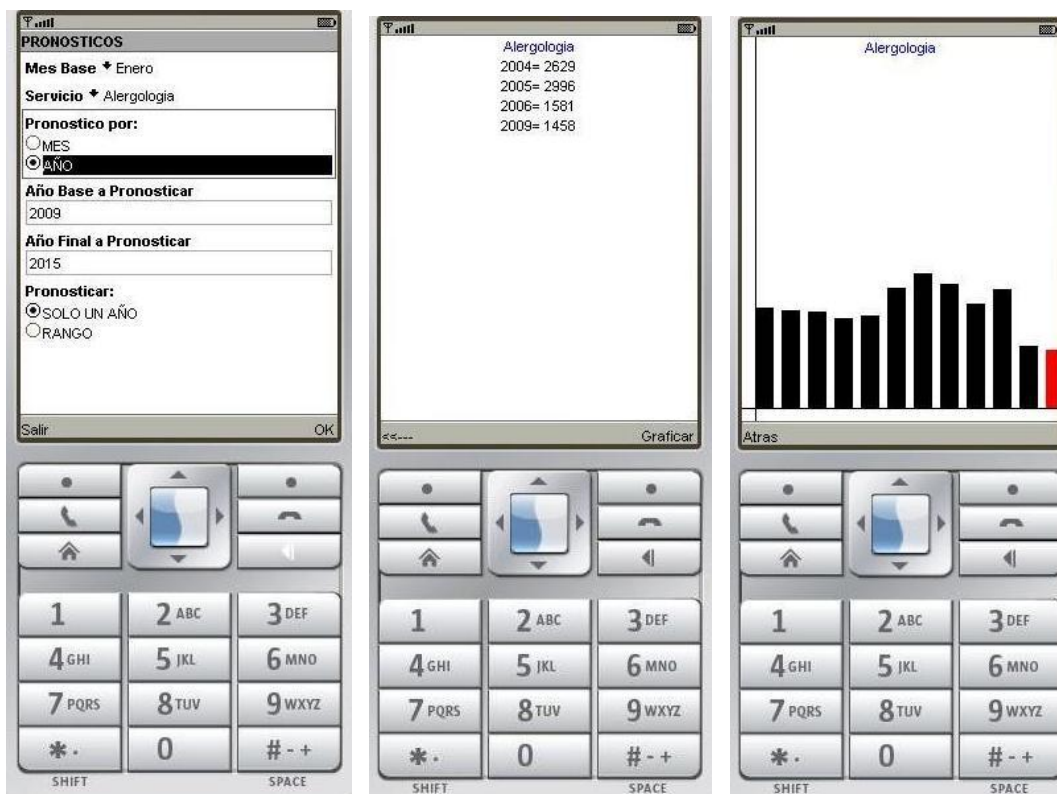 PRONOSTICOS
Mes Base Enero
Servicio Alergologia
Pronostico por:
MES
AÑO
Año Base a Pronosticar
2009
Año Final a Pronosticar
2015
Pronosticar:
SOLO UN AÑO
RANGO
Salir OK
1 2 ABC 3 DEF
4 GHI 5 JKL 6 MNO
7 PQRS 8 TUV 9 WXYZ
* . 0 # - +
SHIFT SPACE
Alergologia
2004= 2629
2005= 2996
2006= 1581
2009= 1458
<<--- Graficar
1 2 ABC 3 DEF
4 GHI 5 JKL 6 MNO
7 PQRS 8 TUV 9 WXYZ
* . 0 # - +
SHIFT SPACE
Alergologia
Atras
1 2 ABC 3 DEF
4 GHI 5 JKL 6 MNO
7 PQRS 8 TUV 9 WXYZ
* . 0 # - +
SHIFT SPACE